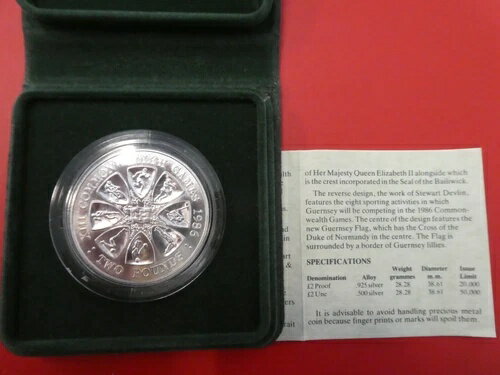 XIII COMMONWEALTH GAMES 1986
TWO POUNDS
of Her Majesty Queen Elizabeth II alongside which
is the crest incorporated in the Seal of the Bailiwick.
The reverse design, the work of Stewart Devlin,
features the eight sporting activities in which
Guernsey will be competing in the 1986 Common-
wealth Games. The centre of the design features the
new Guernsey Flag, which has the Cross of the
Duke of Normandy in the centre. The Flag is
surrounded by a border of Guernsey lillies.
SPECIFICATIONS
Denomination Alloy Weight grammes Diameter m.m. Issue Limit
£2 Proof .925 silver 28.28 38.61 20,000
£2 Unc .500 silver 28.28 38.61 50,000
It is advisable to avoid handling precious metal
coin because finger prints or marks will spoil them.